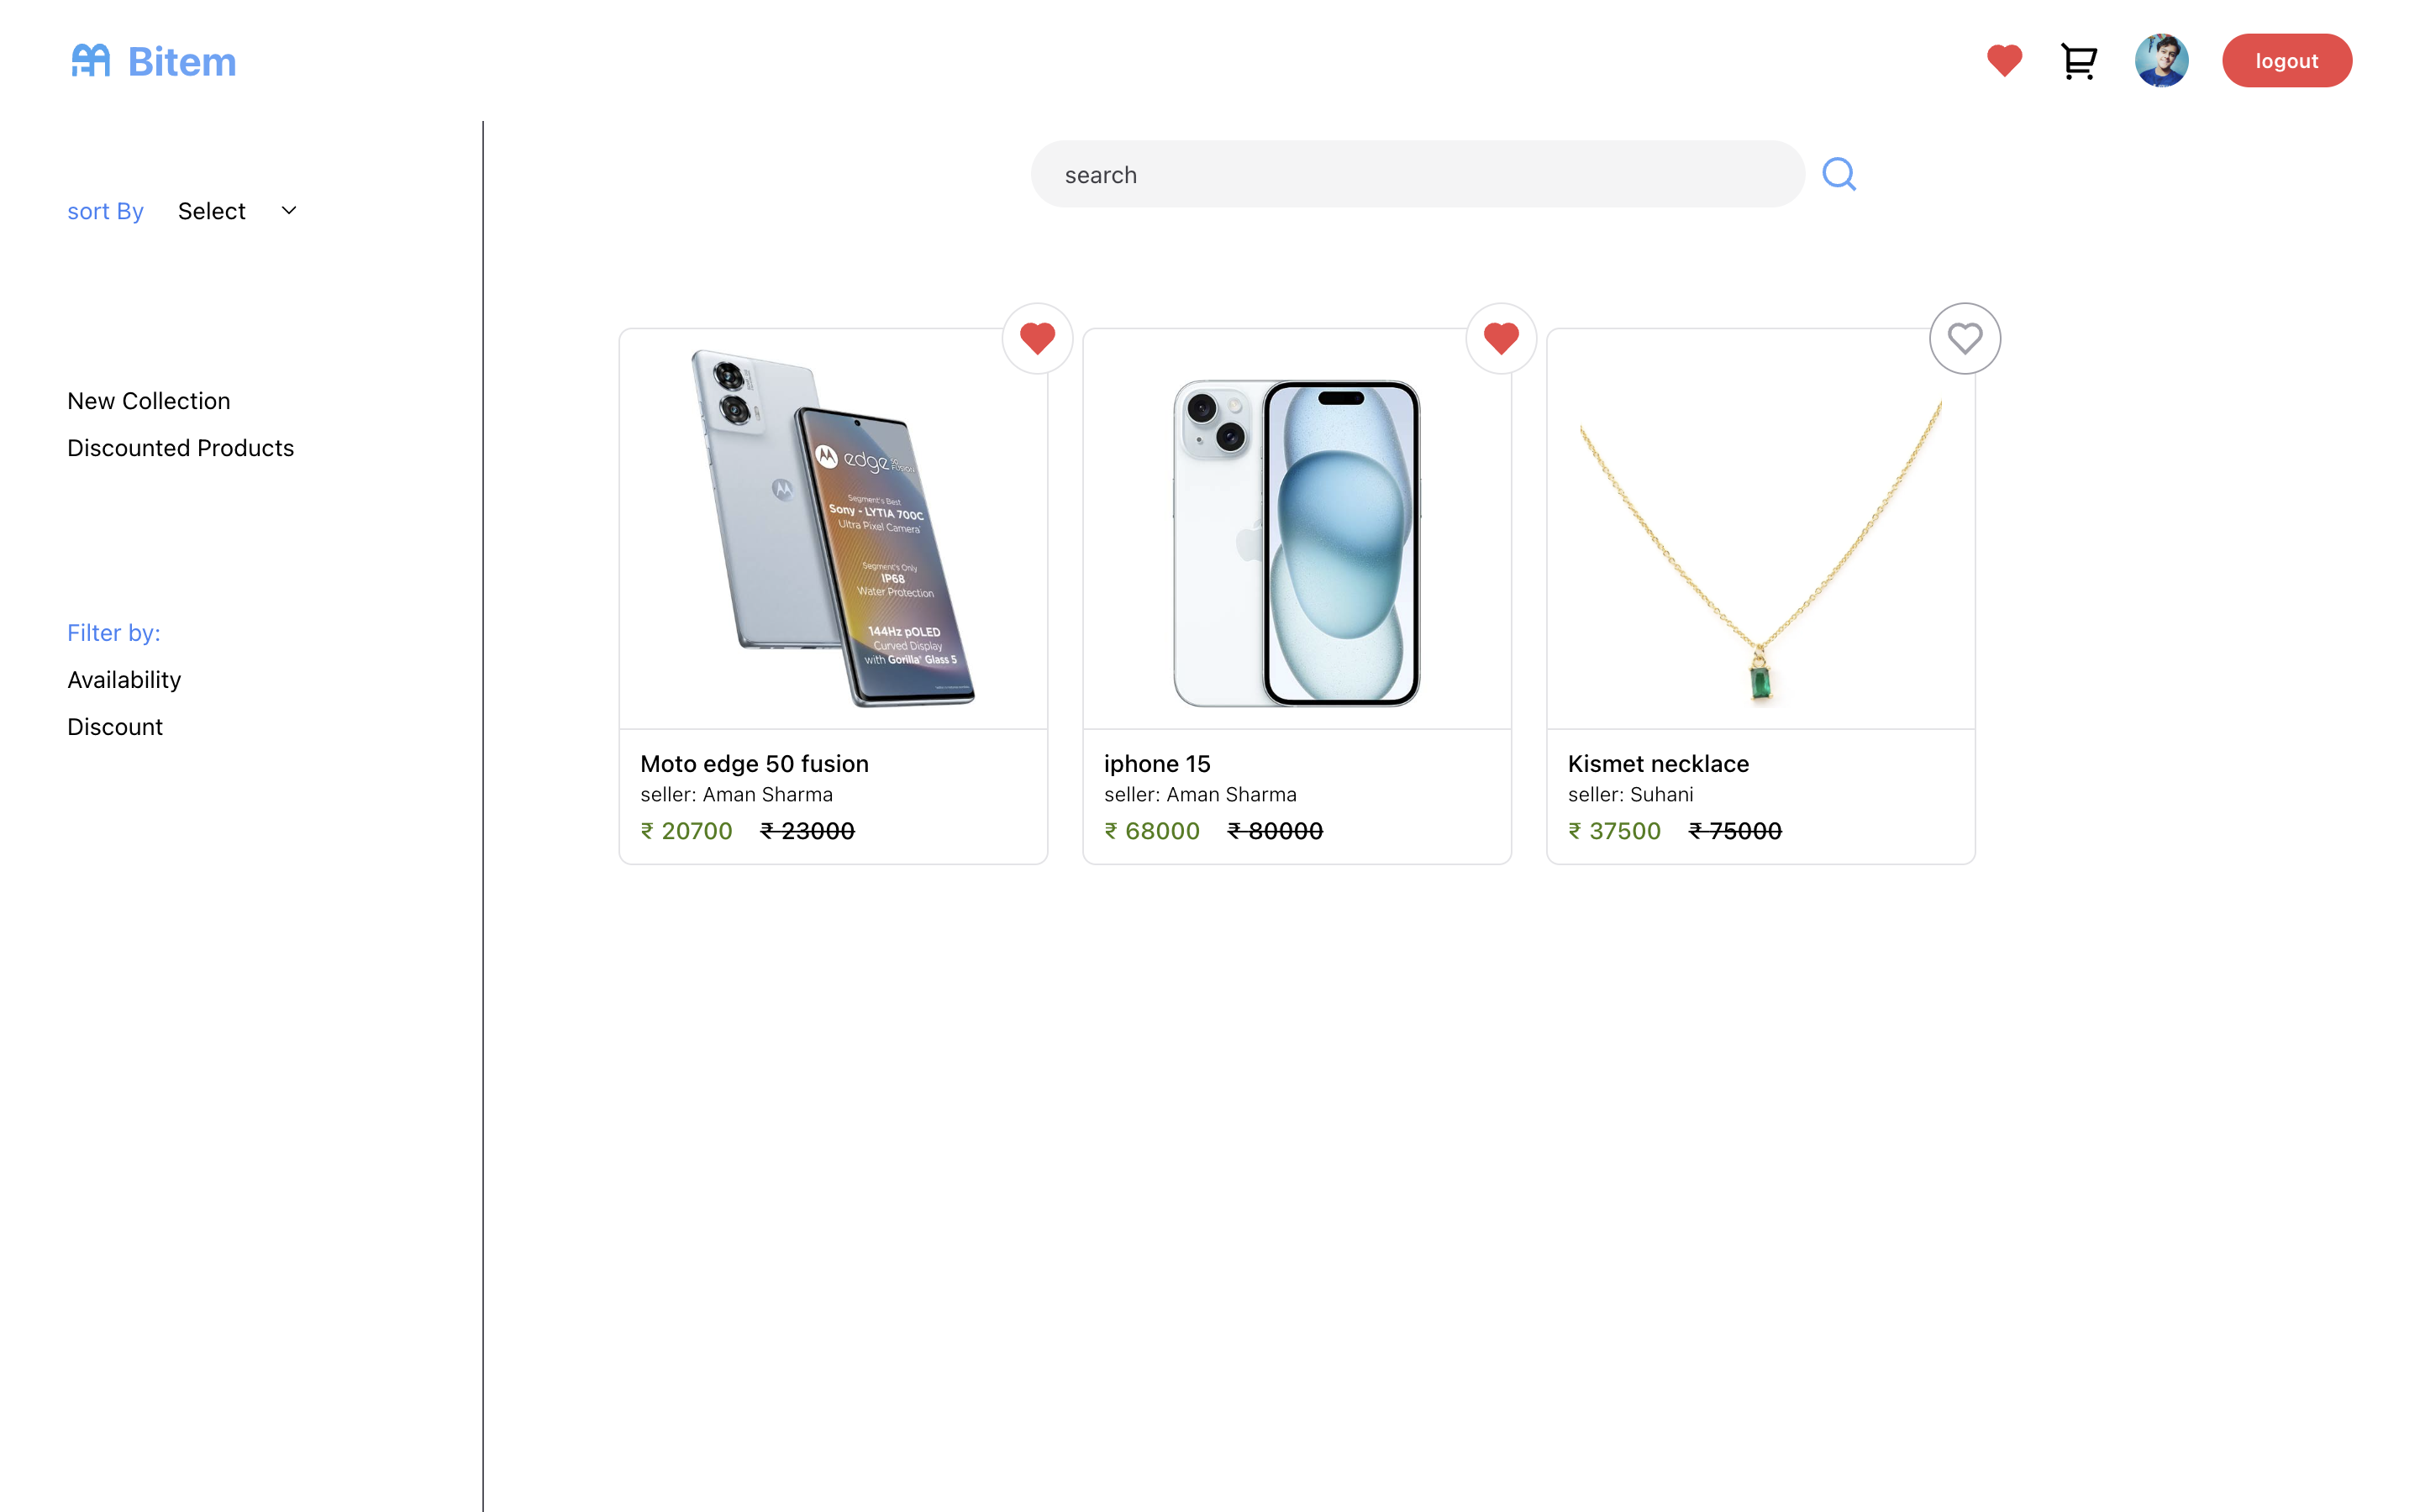 Bitem
logout
search
sort By Select
New Collection
Discounted Products
Filter by:
Availability
Discount
edge 50 FUSION
Segment's Best
Sony - LYTIA 700C
Ultra Pixel Camera
Segment's Only
IP68
Water Protection
144Hz pOLED
Curved Display
with Gorilla® Glass 5
Moto edge 50 fusion
seller: Aman Sharma
₹ 20700 ₹ 23000
iphone 15
seller: Aman Sharma
₹ 68000 ₹ 80000
Kismet necklace
seller: Suhani
₹ 37500 ₹ 75000